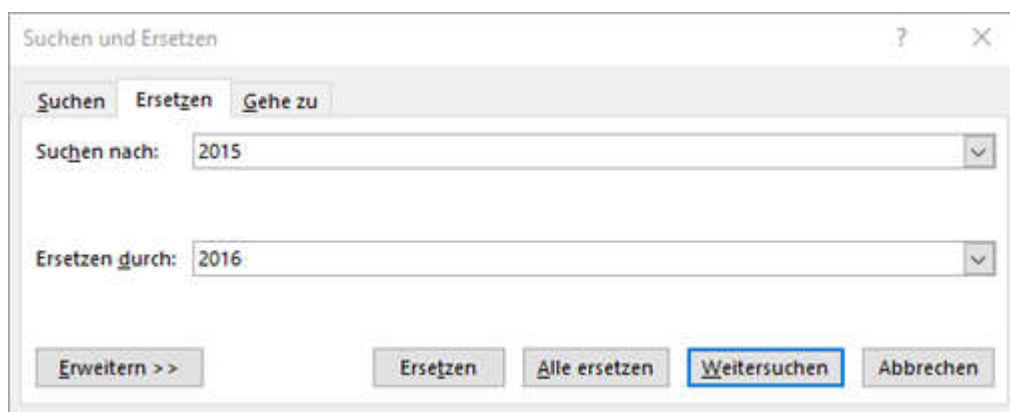 Suchen und Ersetzen ? ×
Suchen Ersetzen Gehe zu
Suchen nach: 2015
Ersetzen durch: 2016
Erweitern >> Ersetzen Alle ersetzen Weitersuchen Abbrechen